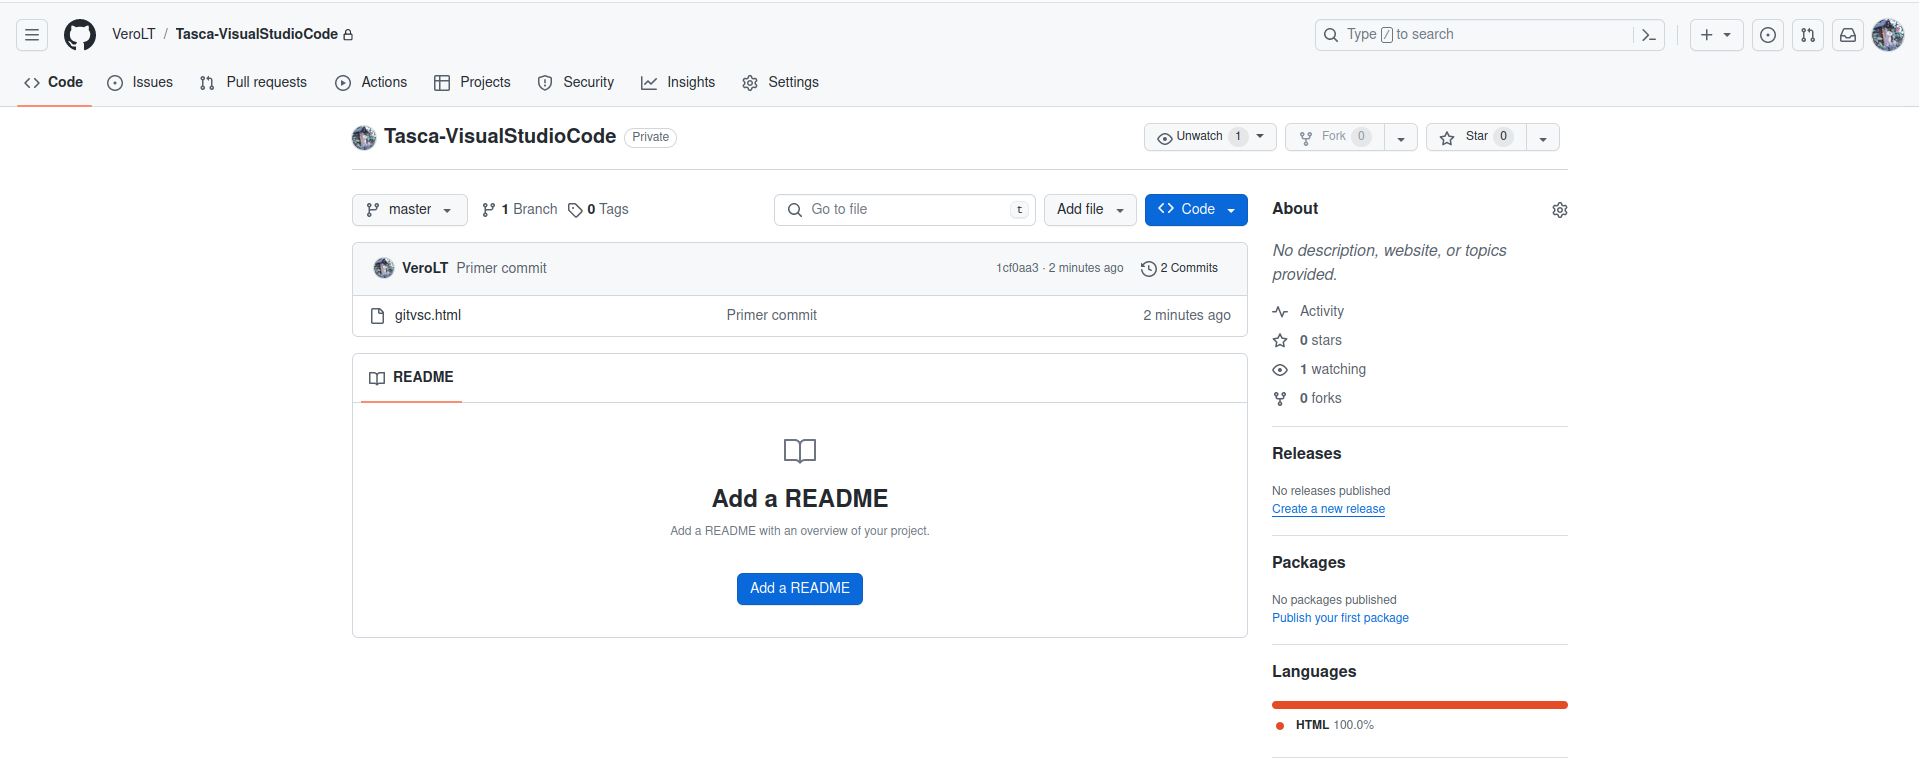 VeroLT / Tasca-VisualStudioCode
Type / to search
Code Issues Pull requests Actions Projects Security Insights Settings
Tasca-VisualStudioCode Private
Unwatch 1 Fork 0 Star 0
master 1 Branch 0 Tags Go to file t Add file Code
VeroLT Primer commit 1cf0aa3 · 2 minutes ago 2 Commits
gitvsc.html Primer commit 2 minutes ago
README
Add a README
Add a README with an overview of your project.
Add a README
About
No description, website, or topics
provided.
Activity
0 stars
1 watching
0 forks
Releases
No releases published
Create a new release
Packages
No packages published
Publish your first package
Languages
HTML 100.0%